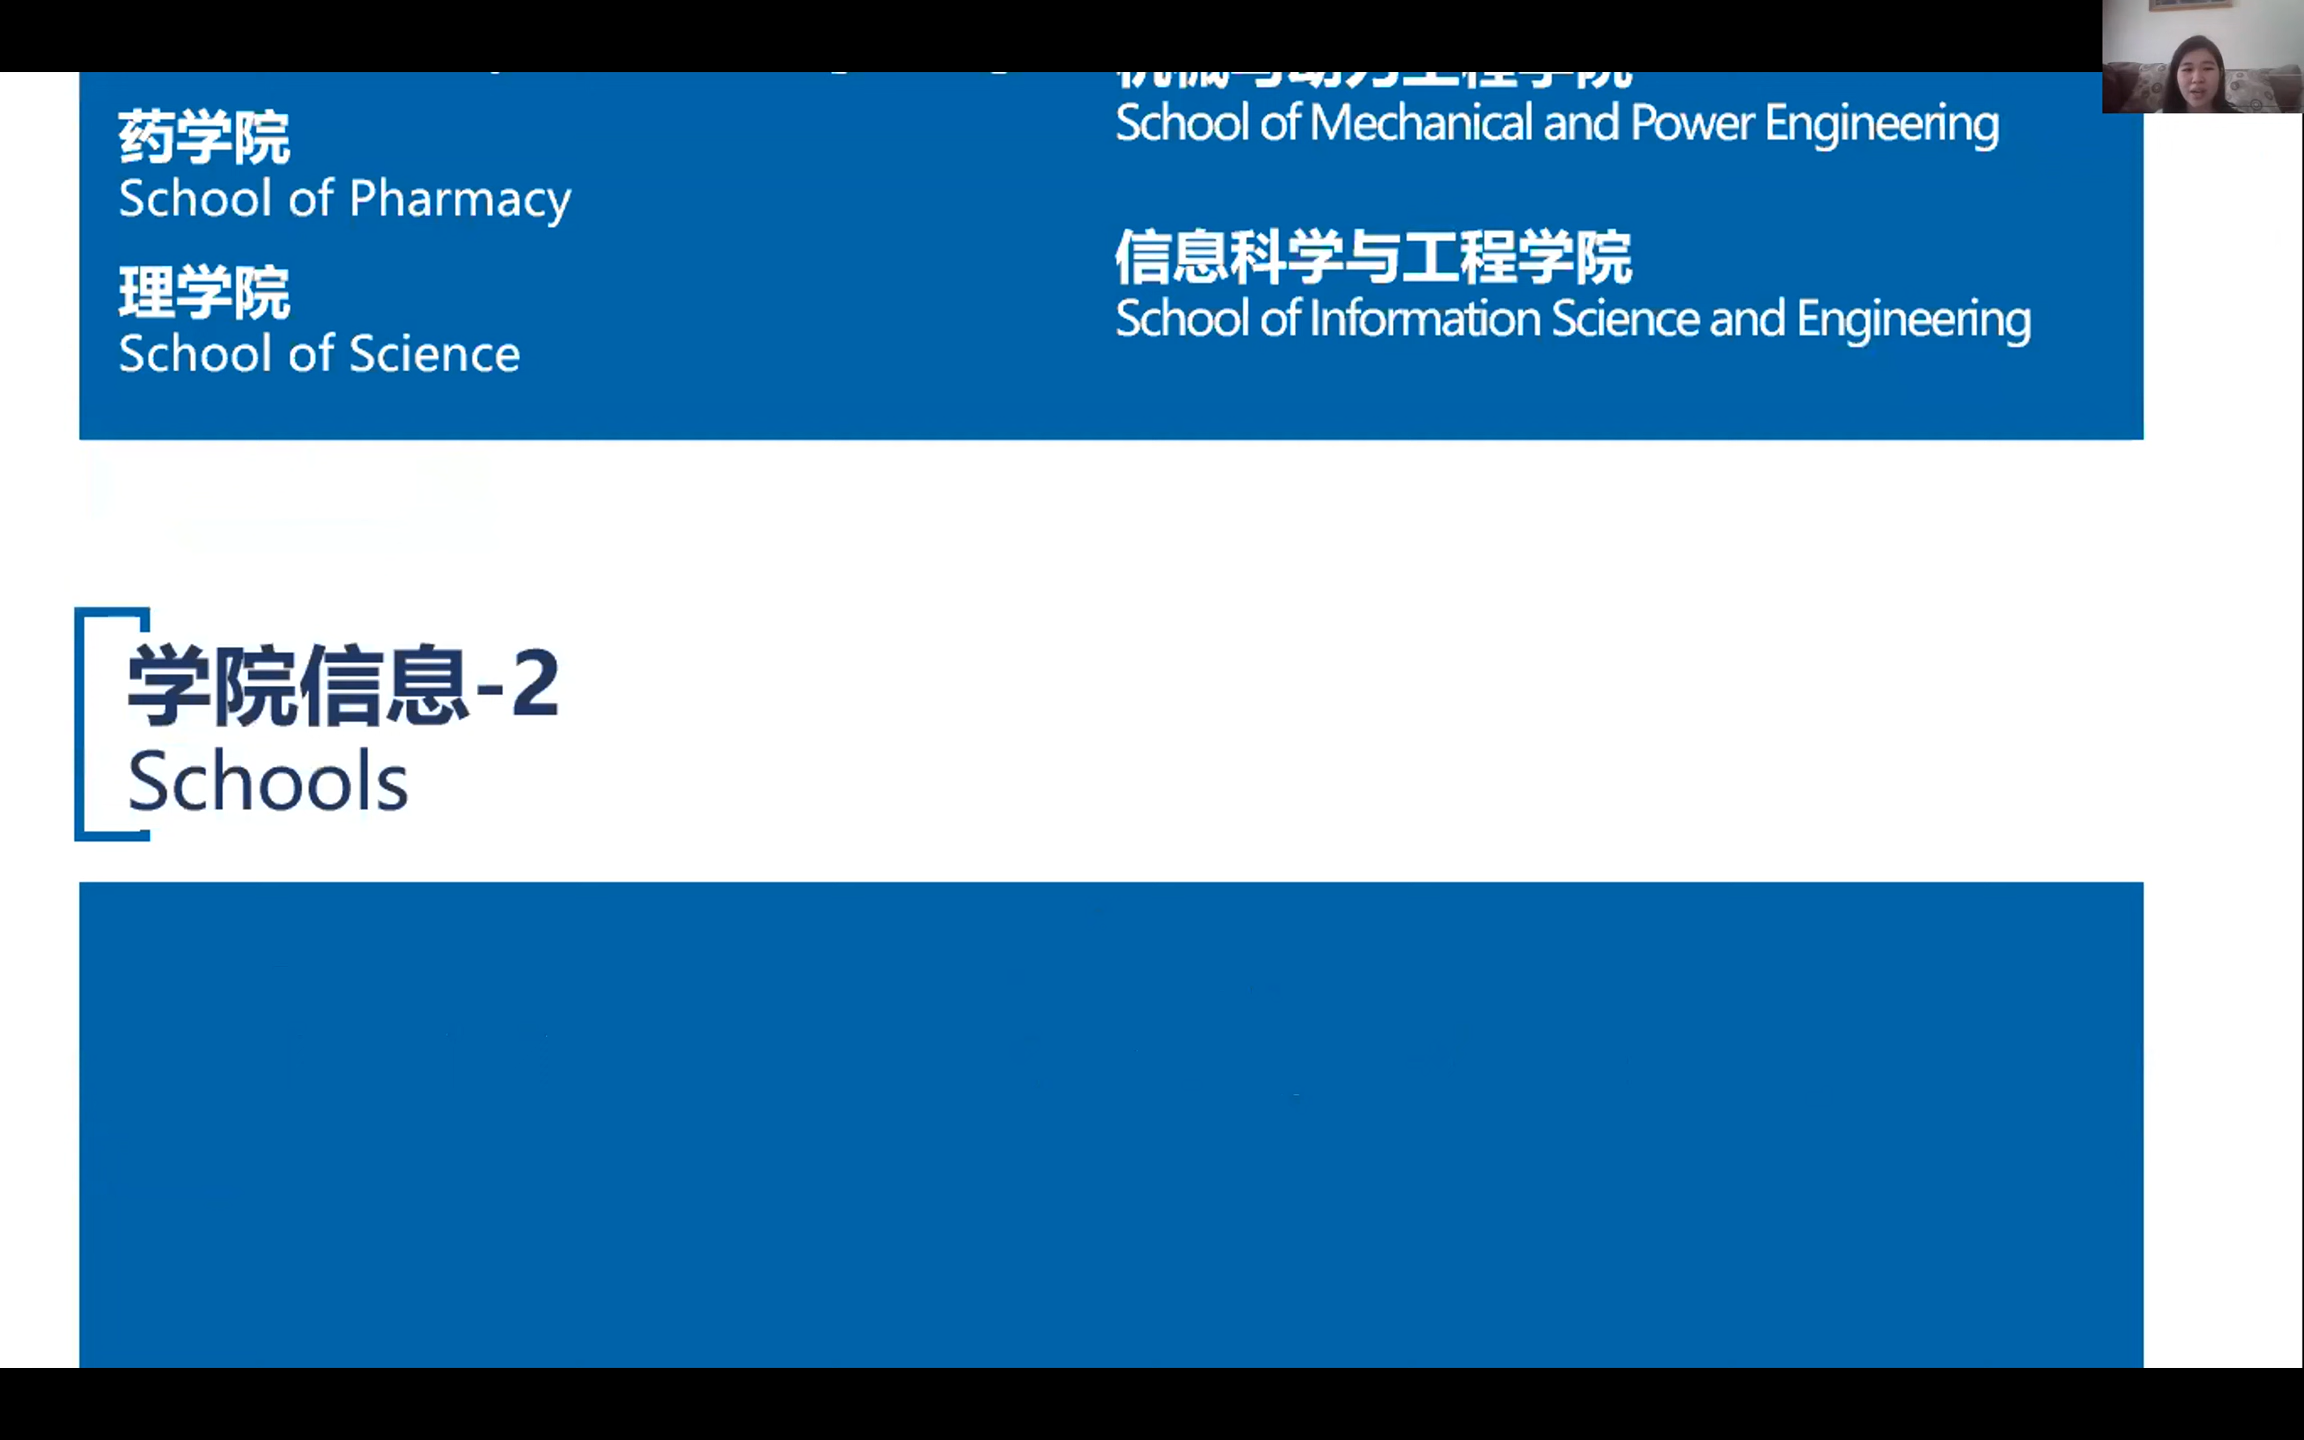 药学院
School of Pharmacy
理学院
School of Science
机械与动力工程学院
School of Mechanical and Power Engineering
信息科学与工程学院
School of Information Science and Engineering
学院信息-2
Schools